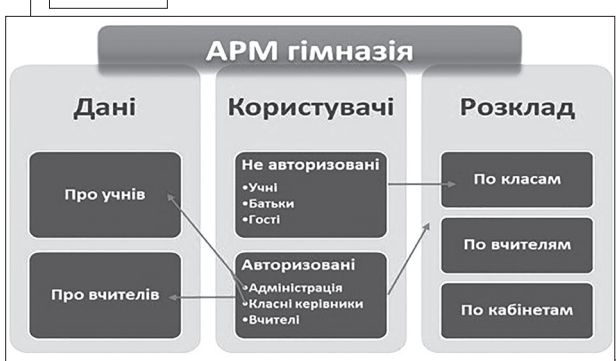 АРМ гімназія
Дані
Про учнів
Про вчителів
Користувачі
Не авторизовані
•Учні
•Батьки
•Гості
Авторизовані
•Адміністрація
•Класні керівники
•Вчителі
Розклад
По класам
По вчителям
По кабінетам